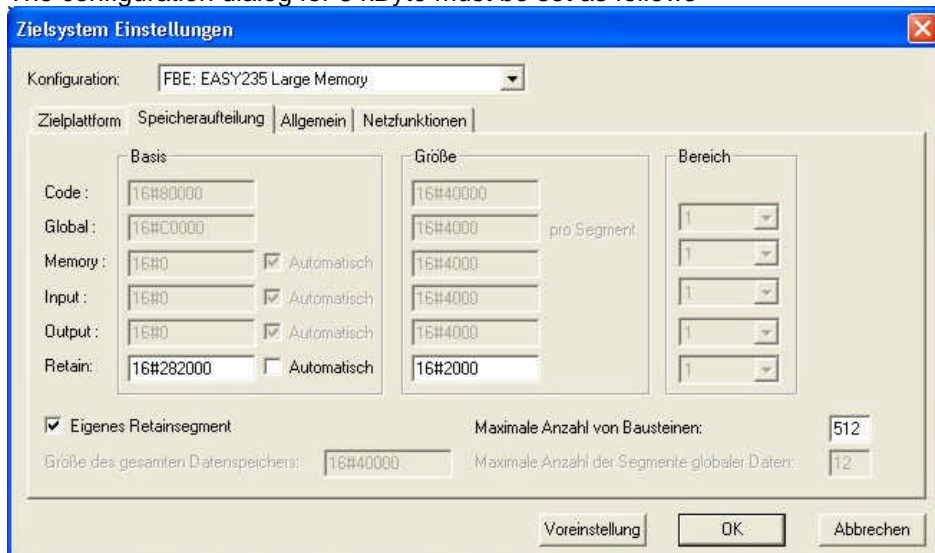 The configuration dialog for 8 kByte must be set as follows
Zielsystem Einstellungen
Konfiguration: FBE: EASY235 Large Memory
Zielplattform Speicheraufteilung Allgemein Netzfunktionen
Basis Größe Bereich
Code : 16#80000 16#40000
Global : 16#C0000 16#4000 pro Segment 1
Memory : 16#0 Automatisch 16#4000 1
Input : 16#0 Automatisch 16#4000 1
Output : 16#0 Automatisch 16#4000 1
Retain: 16#282000 Automatisch 16#2000 1
Eigenes Retainsegment Maximale Anzahl von Bausteinen: 512
Größe des gesamten Datenspeichers: 16#40000 Maximale Anzahl der Segmente globaler Daten: 12
Voreinstellung OK Abbrechen